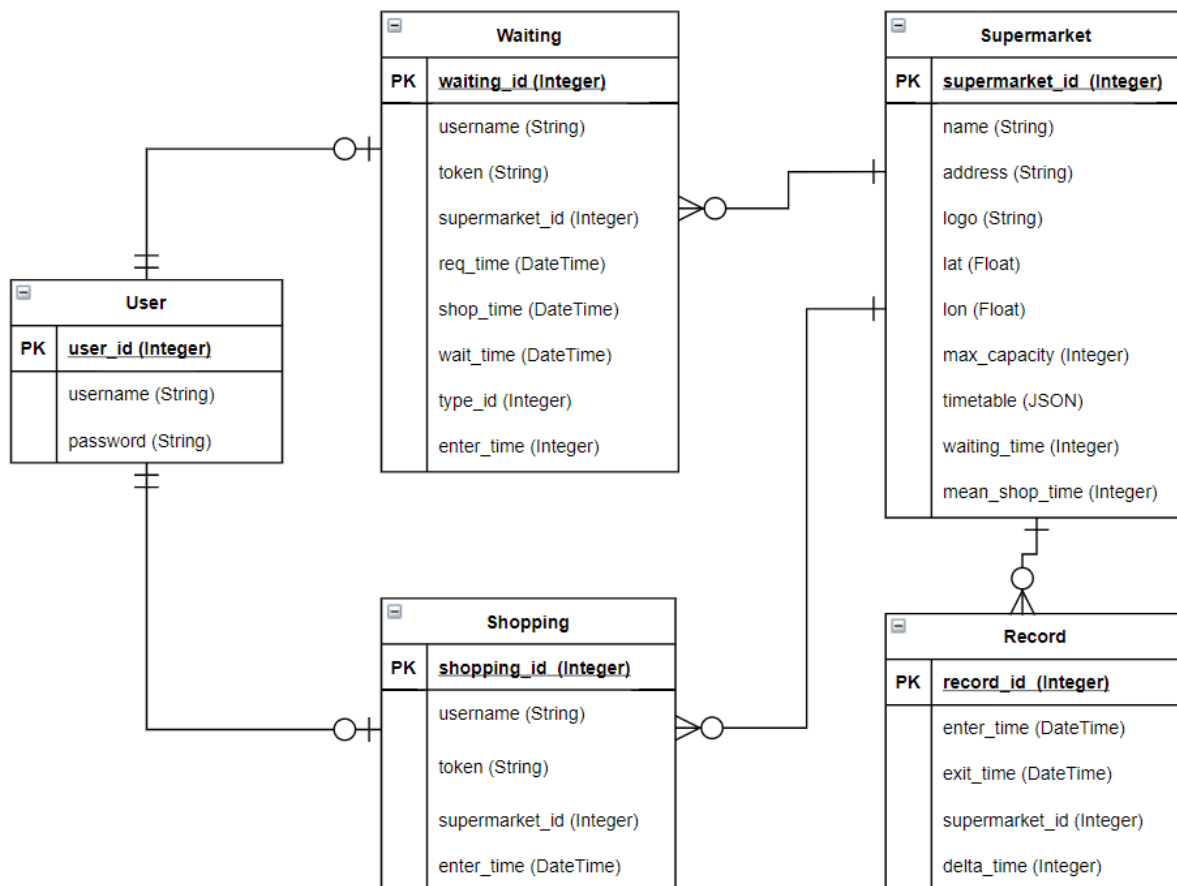 Waiting
PK waiting_id (Integer)
username (String)
token (String)
supermarket_id (Integer)
req_time (DateTime)
shop_time (DateTime)
wait_time (DateTime)
type_id (Integer)
enter_time (Integer)
Supermarket
PK supermarket_id (Integer)
name (String)
address (String)
logo (String)
lat (Float)
lon (Float)
max_capacity (Integer)
timetable (JSON)
waiting_time (Integer)
mean_shop_time (Integer)
User
PK user_id (Integer)
username (String)
password (String)
Shopping
PK shopping_id (Integer)
username (String)
token (String)
supermarket_id (Integer)
enter_time (DateTime)
Record
PK record_id (Integer)
enter_time (DateTime)
exit_time (DateTime)
supermarket_id (Integer)
delta_time (Integer)